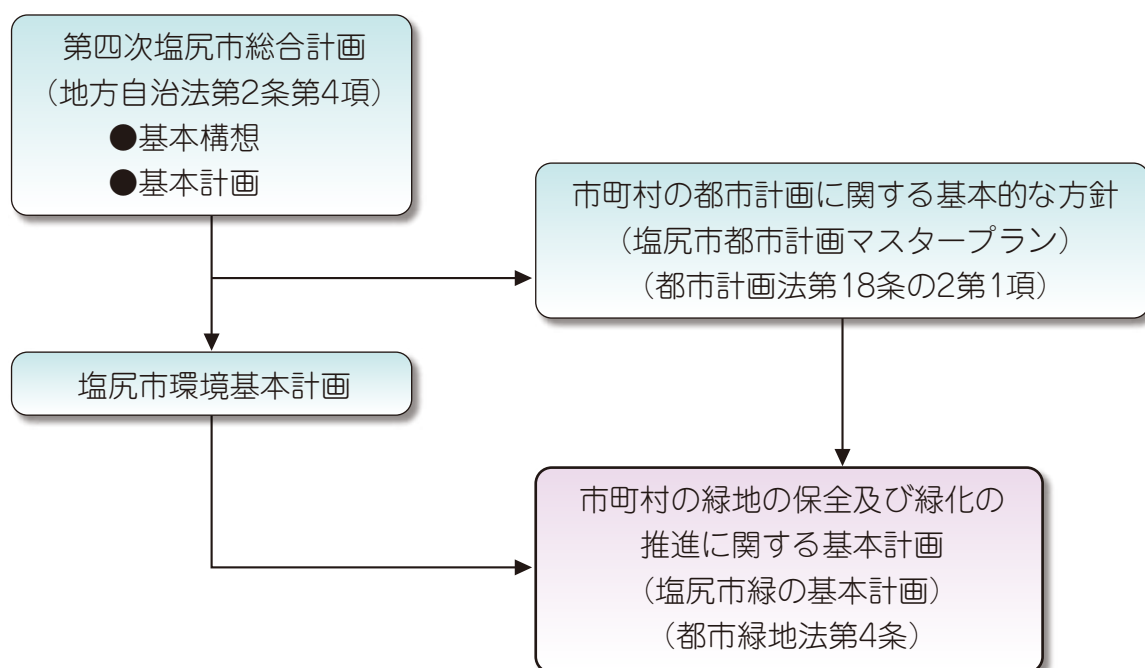 第四次塩尻市総合計画
（地方自治法第2条第4項）
●基本構想
●基本計画
市町村の都市計画に関する基本的な方針
（塩尻市都市計画マスタープラン）
（都市計画法第18条の2第1項）
塩尻市環境基本計画
市町村の緑地の保全及び緑化の
推進に関する基本計画
（塩尻市緑の基本計画）
（都市緑地法第4条）